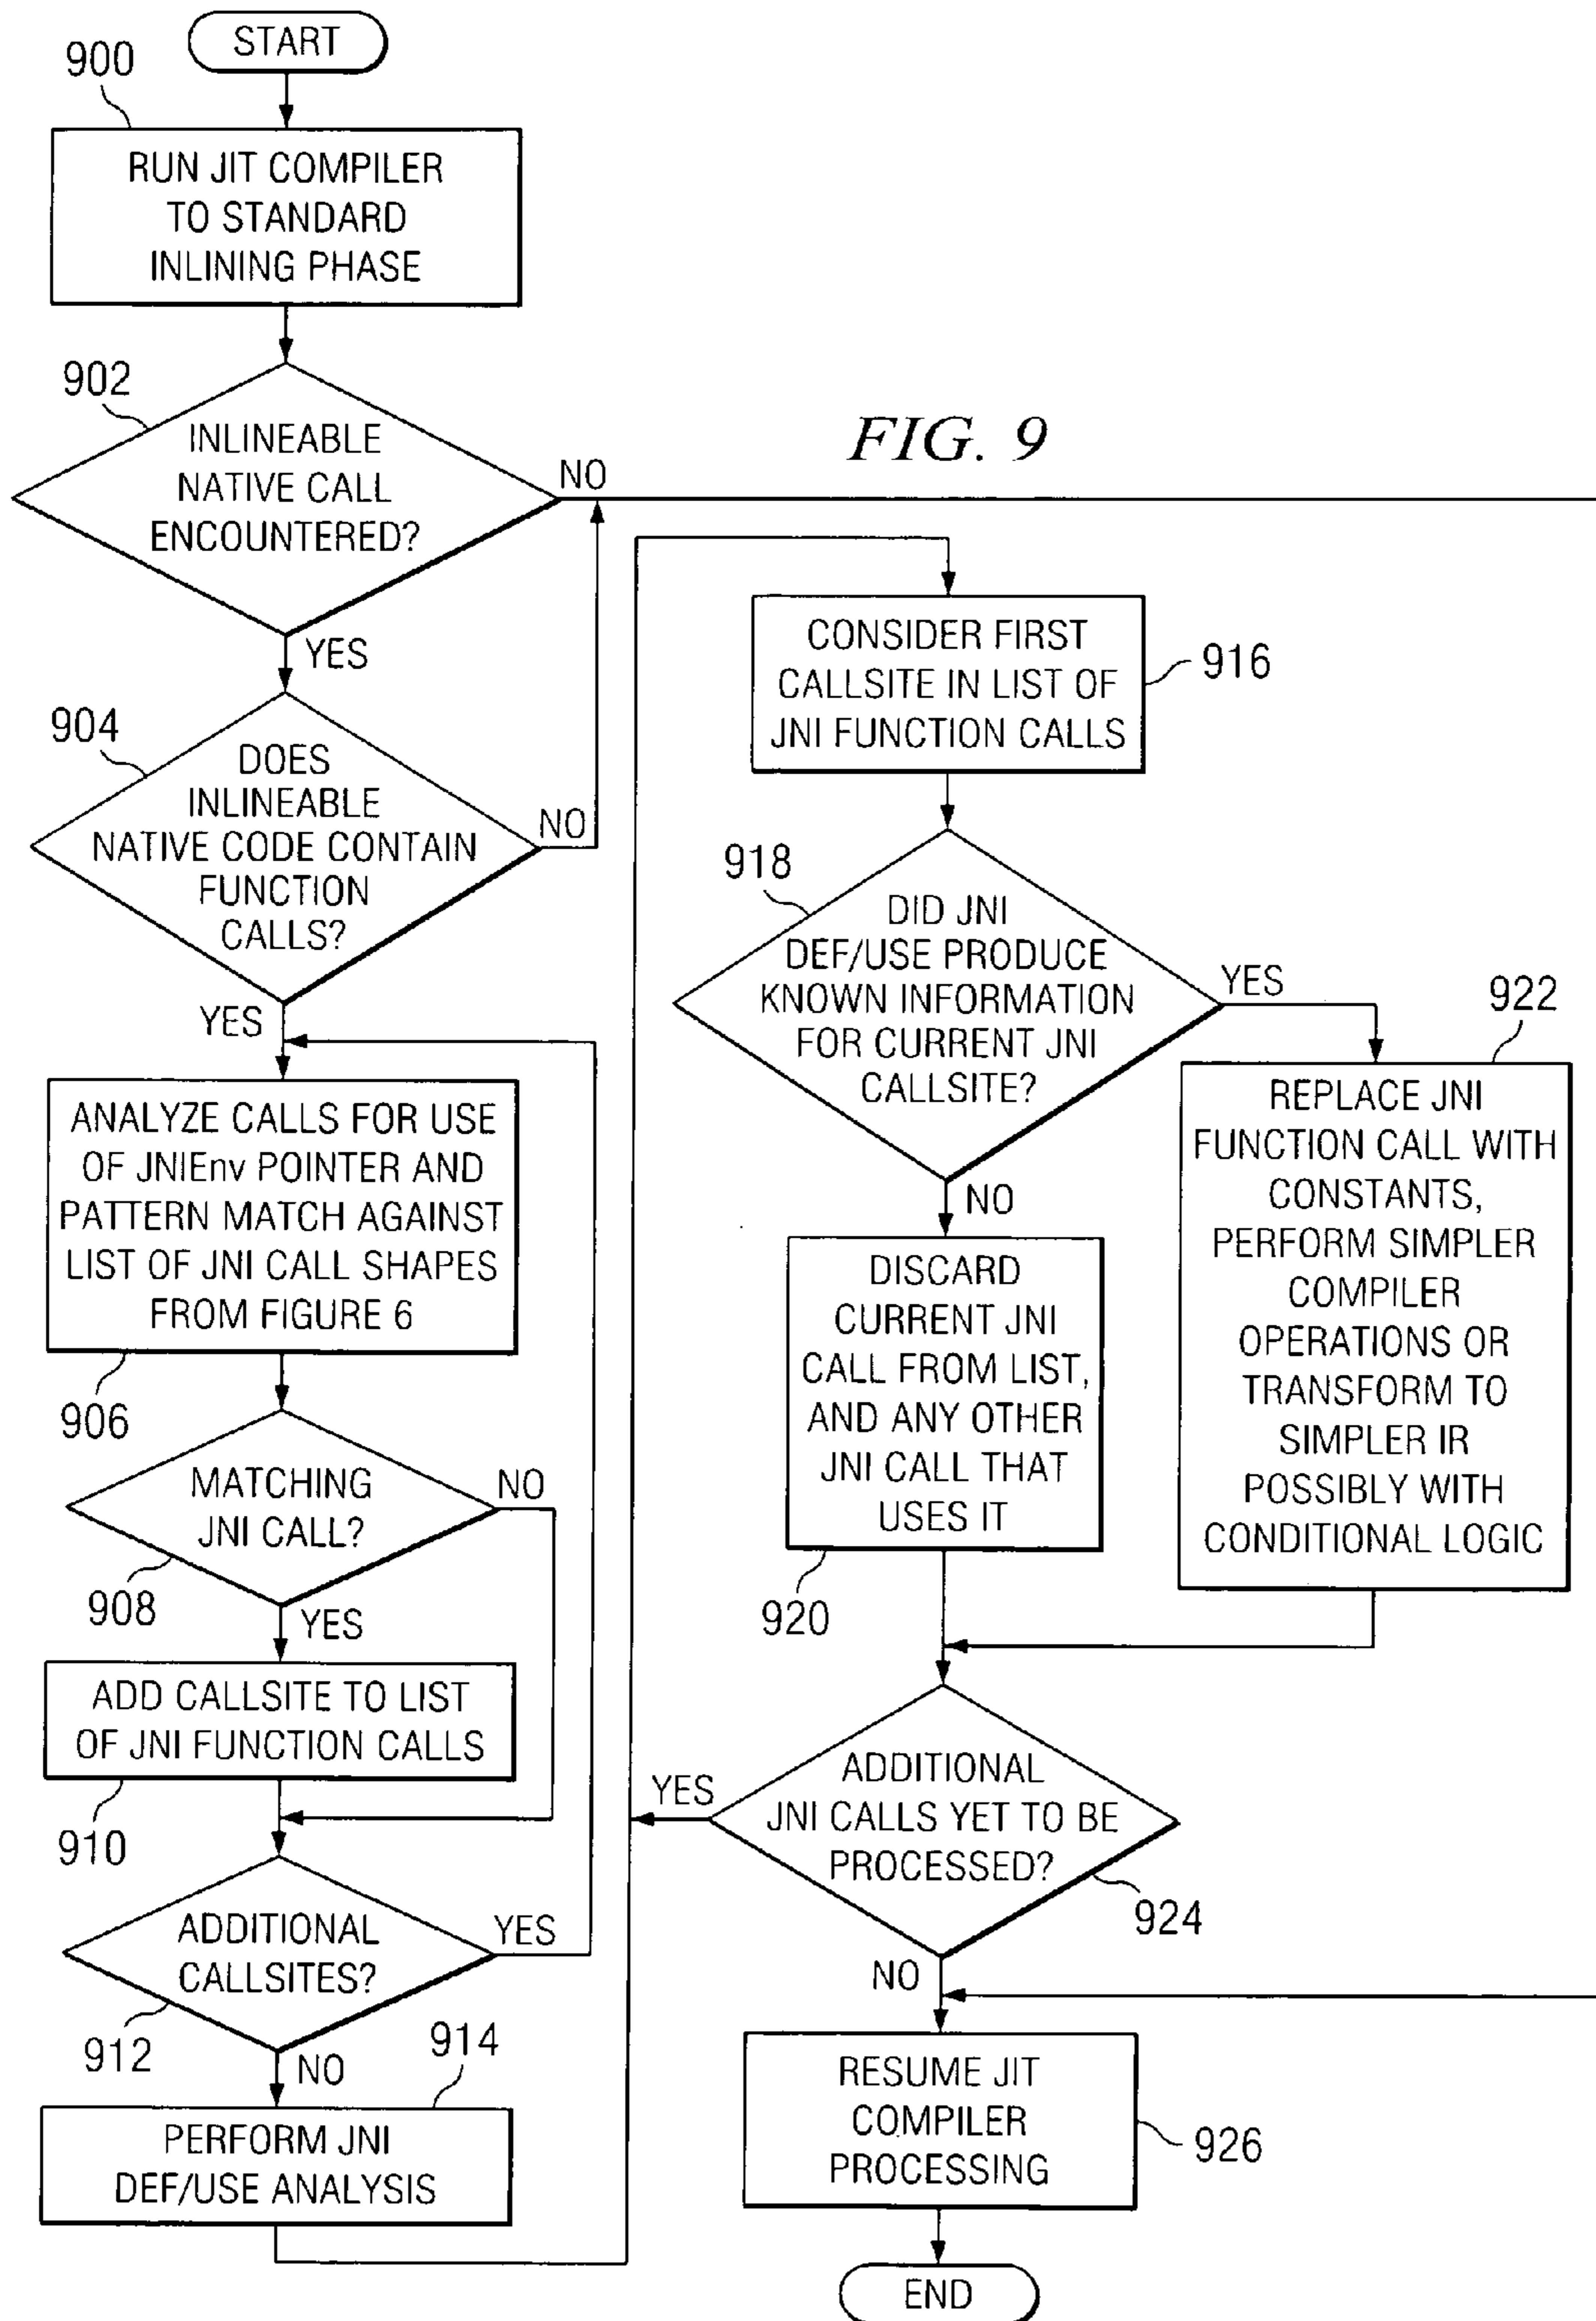 START
900
RUN JIT COMPILER
TO STANDARD
INLINING PHASE
902
INLINEABLE
NATIVE CALL
ENCOUNTERED?
NO
YES
FIG. 9
904
DOES
INLINEABLE
NATIVE CODE CONTAIN
FUNCTION
CALLS?
NO
YES
ANALYZE CALLS FOR USE
OF JNIEnv POINTER AND
PATTERN MATCH AGAINST
LIST OF JNI CALL SHAPES
FROM FIGURE 6
906
MATCHING
JNI CALL?
NO
908
YES
ADD CALLSITE TO LIST
OF JNI FUNCTION CALLS
910
ADDITIONAL
CALLSITES?
YES
912
NO
914
PERFORM JNI
DEF/USE ANALYSIS
CONSIDER FIRST
CALLSITE IN LIST OF
JNI FUNCTION CALLS
916
918
DID JNI
DEF/USE PRODUCE
KNOWN INFORMATION
FOR CURRENT JNI
CALLSITE?
YES
NO
922
REPLACE JNI
FUNCTION CALL WITH
CONSTANTS,
PERFORM SIMPLER
COMPILER
OPERATIONS OR
TRANSFORM TO
SIMPLER IR
POSSIBLY WITH
CONDITIONAL LOGIC
DISCARD
CURRENT JNI
CALL FROM LIST,
AND ANY OTHER
JNI CALL THAT
USES IT
920
ADDITIONAL
JNI CALLS YET TO BE
PROCESSED?
YES
924
NO
RESUME JIT
COMPILER
PROCESSING
926
END